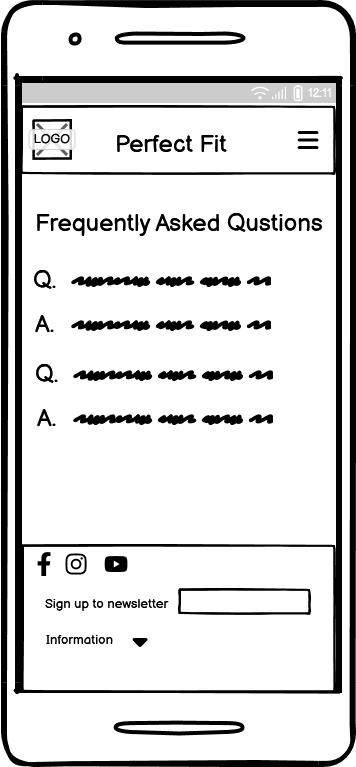 12:11
LOGO
Perfect Fit
Frequently Asked Qustions
Q.
A.
Q.
A.
Sign up to newsletter
Information